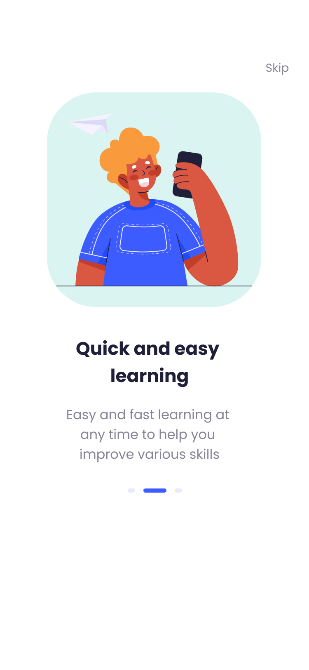 Skip
Quick and easy
learning
Easy and fast learning at
any time to help you
improve various skills